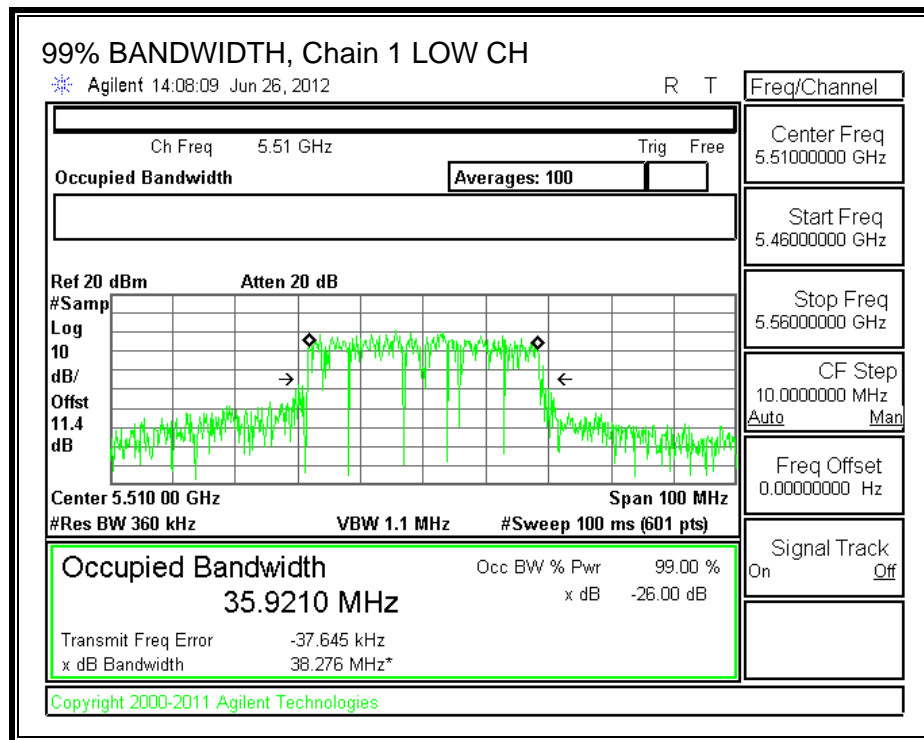 99% BANDWIDTH, Chain 1 LOW CH
Agilent 14:08:09 Jun 26, 2012 R T
Ch Freq 5.51 GHz Trig Free
Occupied Bandwidth Averages: 100
Ref 20 dBm Atten 20 dB
#Samp
Log
10
dB/
Offst
11.4
dB
Center 5.510 00 GHz Span 100 MHz
#Res BW 360 kHz VBW 1.1 MHz #Sweep 100 ms (601 pts)
Occupied Bandwidth Occ BW % Pwr 99.00 %
35.9210 MHz x dB -26.00 dB
Transmit Freq Error -37.645 kHz
x dB Bandwidth 38.276 MHz*
Copyright 2000-2011 Agilent Technologies
Freq/Channel
Center Freq
5.51000000 GHz
Start Freq
5.46000000 GHz
Stop Freq
5.56000000 GHz
CF Step
10.0000000 MHz
Auto Man
Freq Offset
0.00000000 Hz
Signal Track
On Off